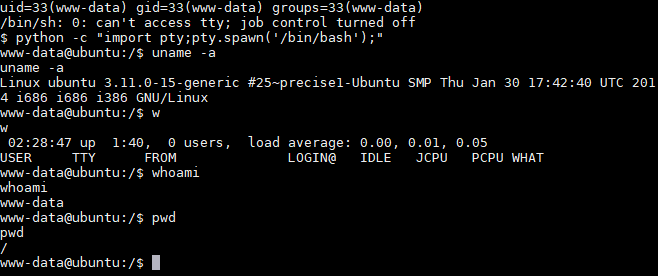 uid=33(www-data) gid=33(www-data) groups=33(www-data)
/bin/sh: 0: can't access tty; job control turned off
$ python -c "import pty;pty.spawn('/bin/bash');"
www-data@ubuntu:/$ uname -a
uname -a
Linux ubuntu 3.11.0-15-generic #25~precise1-Ubuntu SMP Thu Jan 30 17:42:40 UTC 201
4 i686 i686 i386 GNU/Linux
www-data@ubuntu:/$ w
w
 02:28:47 up  1:40,  0 users,  load average: 0.00, 0.01, 0.05
USER     TTY      FROM              LOGIN@   IDLE   JCPU   PCPU WHAT
www-data@ubuntu:/$ whoami
whoami
www-data
www-data@ubuntu:/$ pwd
pwd
/
www-data@ubuntu:/$